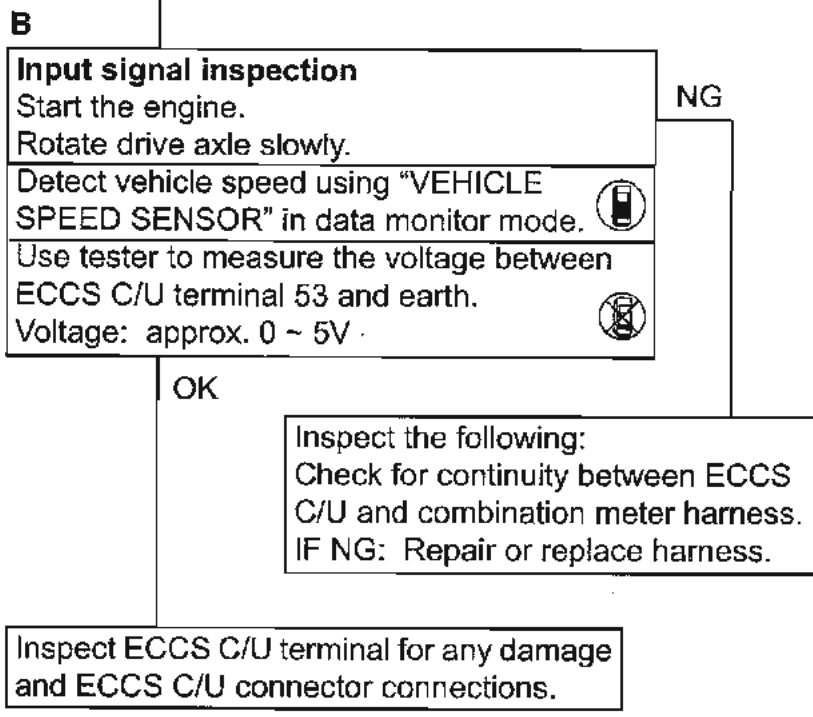 B
Input signal inspection
Start the engine.
Rotate drive axle slowly.
NG
Detect vehicle speed using “VEHICLE
SPEED SENSOR” in data monitor mode.
Use tester to measure the voltage between
ECCS C/U terminal 53 and earth.
Voltage: approx. 0 ~ 5V
OK
Inspect the following:
Check for continuity between ECCS
C/U and combination meter harness.
IF NG: Repair or replace harness.
Inspect ECCS C/U terminal for any damage
and ECCS C/U connector connections.